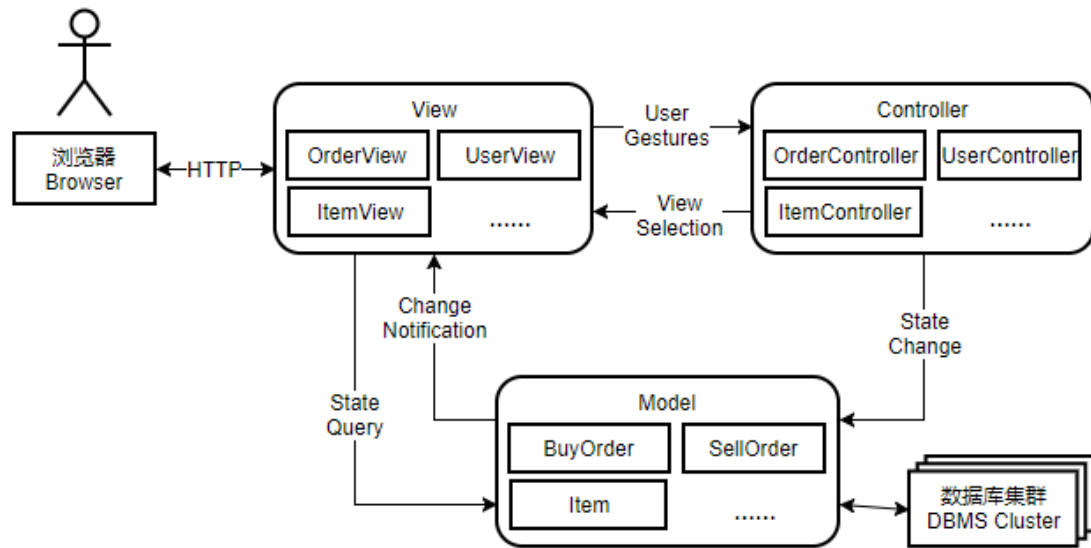 View
OrderView
UserView
ItemView
......
浏览器
Browser
HTTP
User
Gestures
View
Selection
Controller
OrderController
UserController
ItemController
......
Change
Notification
State
Change
State
Query
Model
BuyOrder
SellOrder
Item
......
数据库集群
DBMS Cluster